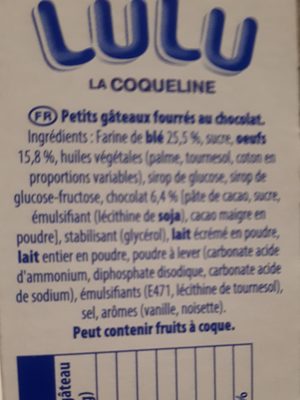 LULU
LA COQUELINE
FR Petits gâteaux fourrés au chocolat.
Ingrédients : Farine de blé 25,5 %, sucre, oeufs
15,8 %, huiles végétales (palme, tournesol, coton en
proportions variables), sirop de glucose, sirop de
glucose-fructose, chocolat 6,4 % [pâte de cacao, sucre,
émulsifiant (lécithine de soja), cacao maigre en
poudre], stabilisant (glycérol), lait écrémé en poudre,
lait entier en poudre, poudre à lever (carbonate acide
d'ammonium, diphosphate disodique, carbonate acide
de sodium), émulsifiants (E471, lécithine de tournesol),
sel, arômes (vanille, noisette).
Peut contenir fruits à coque.
gâteau
g)
%